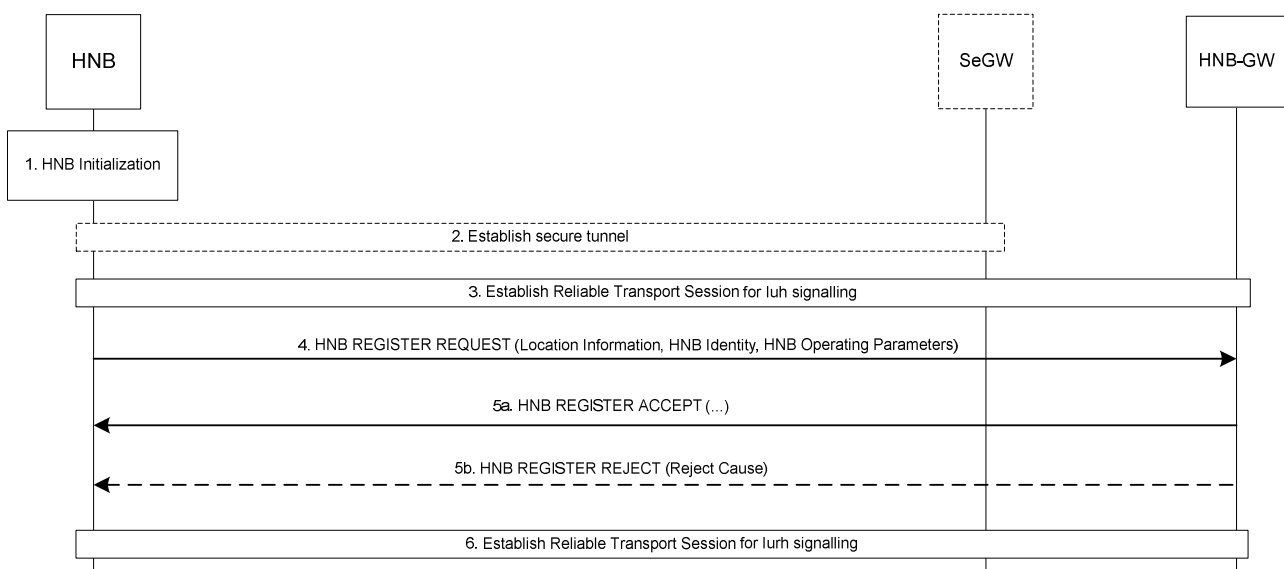 HNB
SeGW
HNB-GW
1. HNB Initialization
2. Establish secure tunnel
3. Establish Reliable Transport Session for Iuh signalling
4. HNB REGISTER REQUEST (Location Information, HNB Identity, HNB Operating Parameters)
5a. HNB REGISTER ACCEPT (...)
5b. HNB REGISTER REJECT (Reject Cause)
6. Establish Reliable Transport Session for Iurh signalling